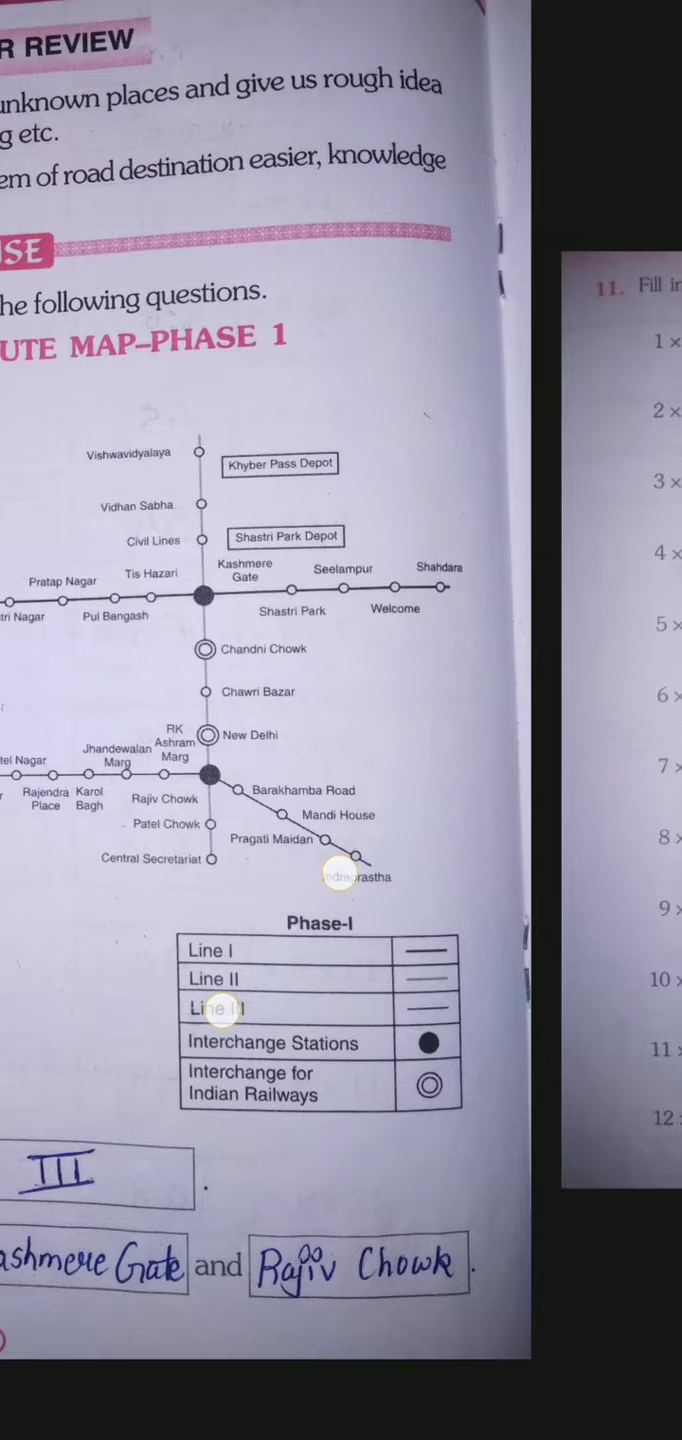 R REVIEW
unknown places and give us rough idea
g etc.
em of road destination easier, knowledge
SE
he following questions.
UTE MAP–PHASE 1
Vishwavidyalaya
Khyber Pass Depot
Vidhan Sabha
Civil Lines
Shastri Park Depot
Kashmere
Gate
Tis Hazari
Seelampur
Shahdara
Pratap Nagar
tri Nagar
Pul Bangash
Shastri Park
Welcome
Chandni Chowk
Chawri Bazar
RK
Ashram
Marg
New Delhi
Jhandewalan
Marg
tel Nagar
Rajendra
Place
Karol
Bagh
Rajiv Chowk
Barakhamba Road
Mandi House
Patel Chowk
Pragati Maidan
Central Secretariat
Indraprastha
Phase-I
Line I
Line II
Line III
Interchange Stations
Interchange for
Indian Railways
III .
ashmere Gate and Rajiv Chowk .
11. Fill in
1 ×
2 ×
3 ×
4 ×
5 ×
6 ×
7 ×
8 ×
9 ×
10 ×
11 ×
12